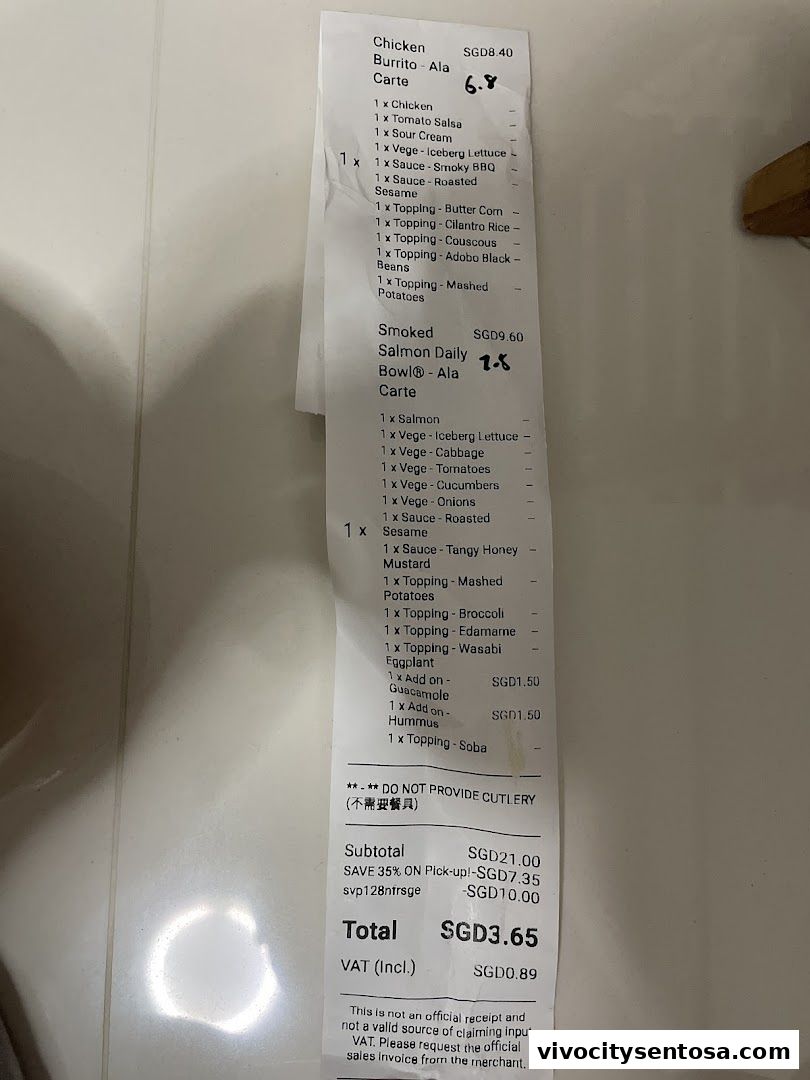 Chicken SGD8.40
Burrito - Ala
Carte 6.8
1 x Chicken –
1 x Tomato Salsa –
1 x Sour Cream –
1 x Vege - Iceberg Lettuce –
1 x 1 x Sauce - Smoky BBQ –
1 x Sauce - Roasted –
Sesame
1 x Topping - Butter Corn –
1 x Topping - Cilantro Rice –
1 x Topping - Couscous –
1 x Topping - Adobo Black –
Beans
1 x Topping - Mashed –
Potatoes
Smoked SGD9.60
Salmon Daily
Bowl® - Ala
Carte
1 x Salmon –
1 x Vege - Iceberg Lettuce –
1 x Vege - Cabbage –
1 x Vege - Tomatoes –
1 x Vege - Cucumbers –
1 x Vege - Onions –
1 x Sauce - Roasted –
1 x Sesame
1 x Sauce - Tangy Honey –
Mustard
1 x Topping - Mashed –
Potatoes
1 x Topping - Broccoli –
1 x Topping - Edamame –
1 x Topping - Wasabi –
Eggplant
1 x Add on - SGD1.50
Guacamole
1 x Add on - SGD1.50
Hummus
1 x Topping - Soba –
** - ** DO NOT PROVIDE CUTLERY
(不需要餐具)
Subtotal SGD21.00
SAVE 35% ON Pick-up! -SGD7.35
svp128nfrsge -SGD10.00
Total SGD3.65
VAT (Incl.) SGD0.89
This is not an official receipt and
not a valid source of claiming input
VAT. Please request the official
sales invoice from the merchant.
vivocitysentosa.com